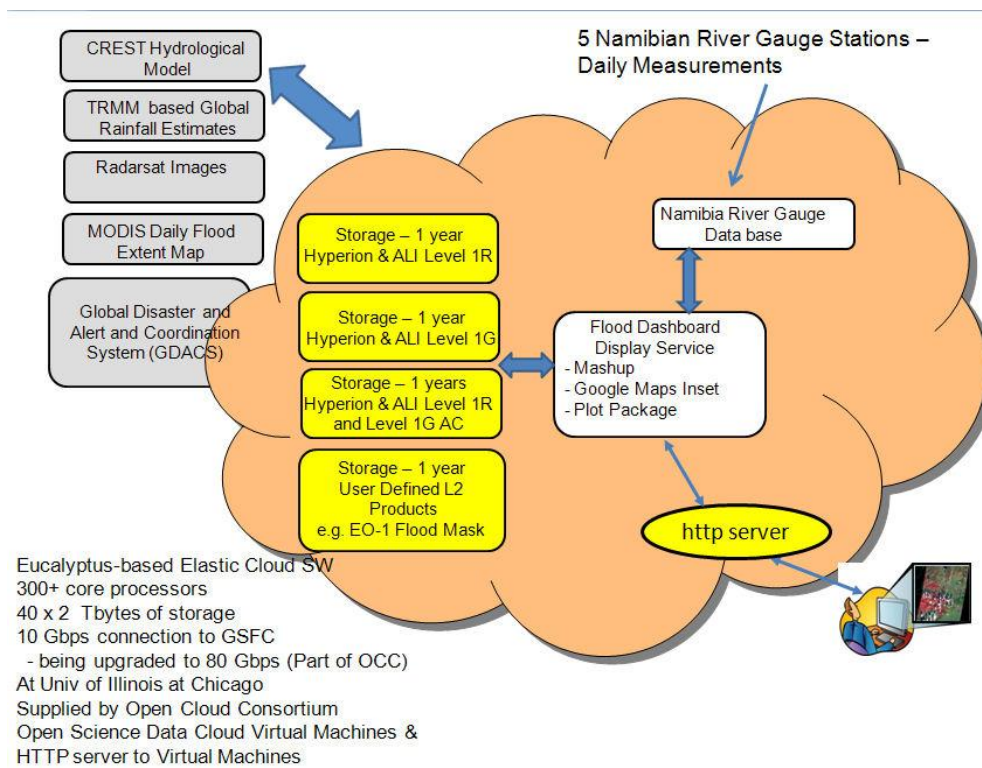 CREST Hydrological
Model
TRMM based Global
Rainfall Estimates
Radarsat Images
MODIS Daily Flood
Extent Map
Global Disaster and
Alert and Coordination
System (GDACS)
5 Namibian River Gauge Stations –
Daily Measurements
Storage – 1 year
Hyperion & ALI Level 1R
Storage – 1 year
Hyperion & ALI Level 1G
Storage – 1 years
Hyperion & ALI Level 1R
and Level 1G AC
Storage – 1 year
User Defined L2
Products
e.g. EO-1 Flood Mask
Namibia River Gauge
Data base
Flood Dashboard
Display Service
- Mashup
- Google Maps Inset
- Plot Package
http server
Eucalyptus-based Elastic Cloud SW
300+ core processors
40 x 2 Tbytes of storage
10 Gbps connection to GSFC
- being upgraded to 80 Gbps (Part of OCC)
At Univ of Illinois at Chicago
Supplied by Open Cloud Consortium
Open Science Data Cloud Virtual Machines &
HTTP server to Virtual Machines